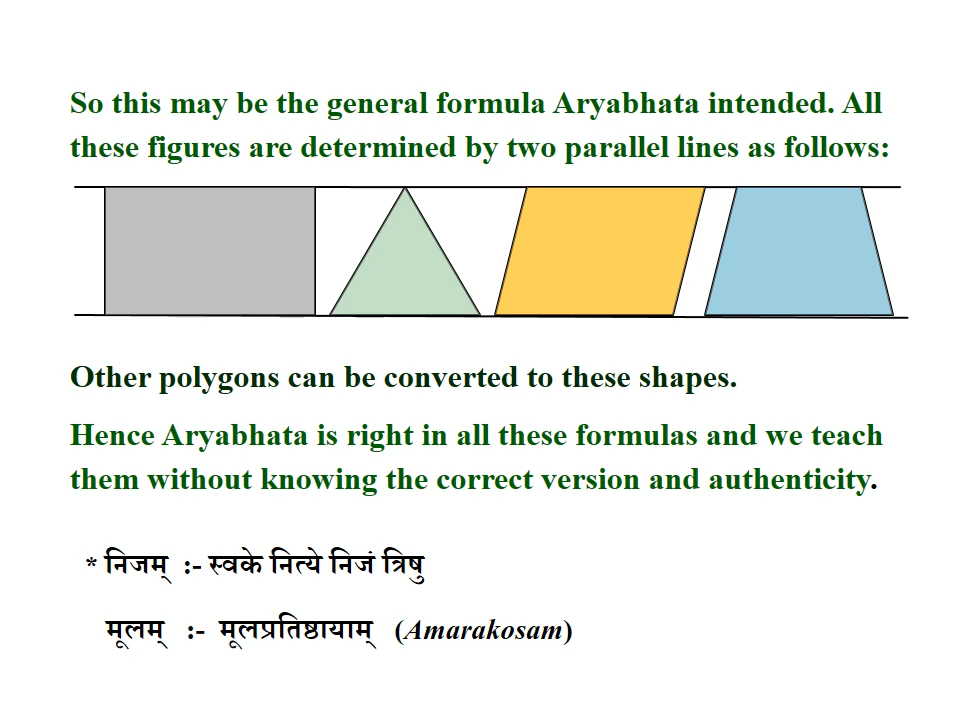 So this may be the general formula Aryabhata intended. All
these figures are determined by two parallel lines as follows:
Other polygons can be converted to these shapes.
Hence Aryabhata is right in all these formulas and we teach
them without knowing the correct version and authenticity.
* निजम् :- स्वके नित्ये निजं त्रिषु
मूलम् :- मूलप्रतिष्ठायाम् (Amarakosam)